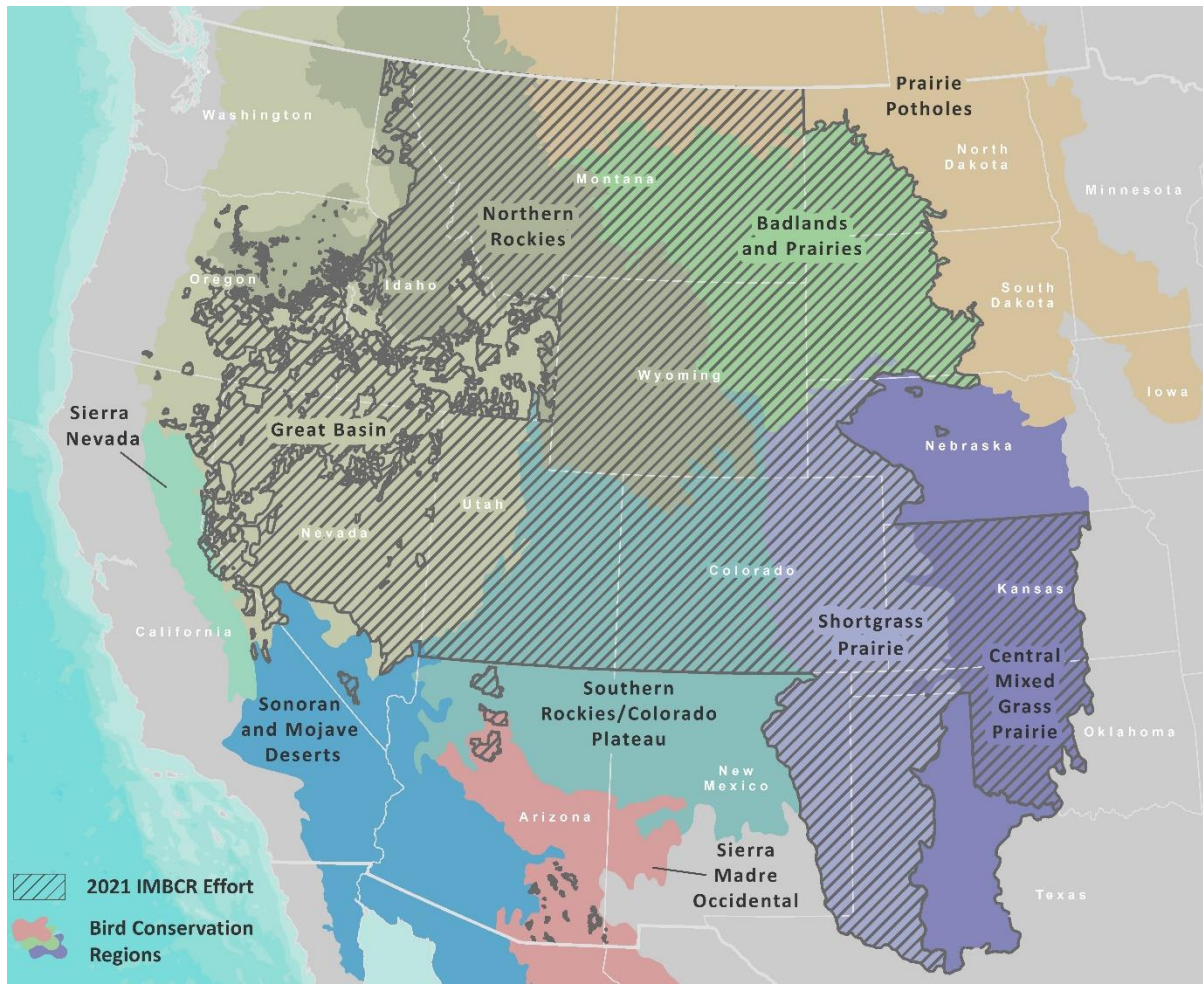 Prairie
Potholes
Washington
North
Dakota
Minnesota
Montana
Northern
Rockies
Badlands
and Prairies
Oregon
Idaho
South
Dakota
Wyoming
Iowa
Sierra
Nevada
Great Basin
Nebraska
Utah
Nevada
Colorado
Kansas
California
Shortgrass
Prairie
Central
Mixed
Grass
Prairie
Southern
Rockies/Colorado
Plateau
Sonoran
and Mojave
Deserts
Oklahoma
New
Mexico
Arizona
Sierra
Madre
Occidental
Texas
2021 IMBCR Effort
Bird Conservation
Regions